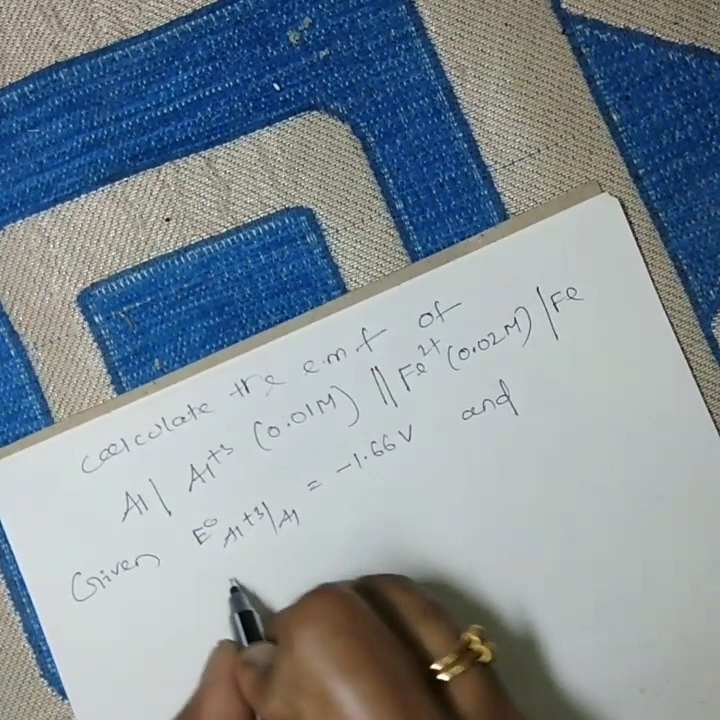 Calculate the e.m.f of
Al | Al+3 (0.01M) || Fe2+ (0.02M) | Fe
Given E° Al+3/Al = -1.66V and